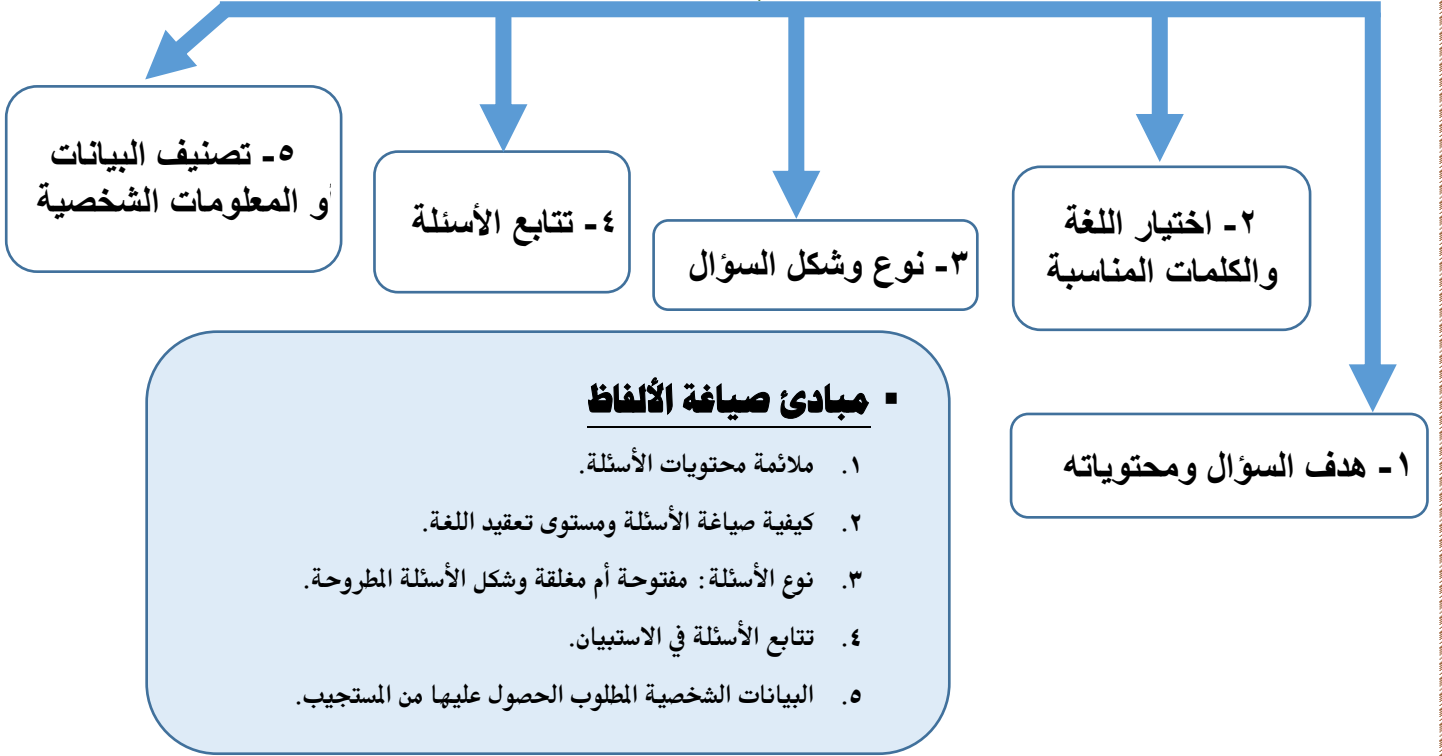 ١- هدف السؤال ومحتوياته
٢- اختيار اللغة
والكلمات المناسبة
٣- نوع وشكل السؤال
٤- تتابع الأسئلة
٥- تصنيف البيانات
أو المعلومات الشخصية
▪ مبادئ صياغة الألفاظ
١. ملائمة محتويات الأسئلة.
٢. كيفية صياغة الأسئلة ومستوى تعقيد اللغة.
٣. نوع الأسئلة: مفتوحة أم مغلقة وشكل الأسئلة المطروحة.
٤. تتابع الأسئلة في الاستبيان.
٥. البيانات الشخصية المطلوب الحصول عليها من المستجيب.